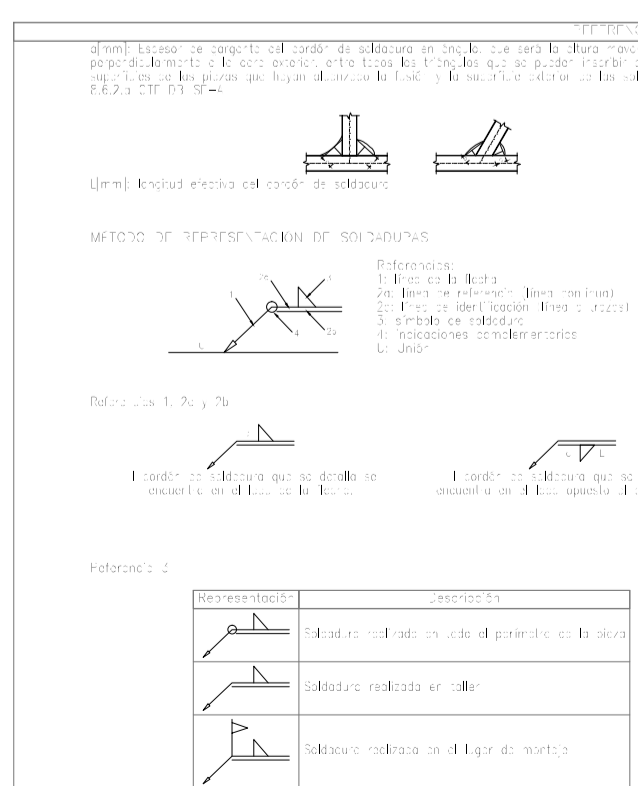 REFERENC
a[mm]: Espesor de garganta del cordón de soldadura en ángulo, que será la altura mayo
perpendicularmente a la cara exterior, entre todos los triángulos que se puedan inscribir
superficies de las piezas que hayan alcanzado la fusión y la superficie exterior de las sol
8.6.2.a CTE DB SE-A
L[mm]: longitud efectiva del cordón de soldadura
MÉTODO DE REPRESENTACIÓN DE SOLDADURAS
Referencias:
1: línea de la flecha
2a: línea de referencia (línea continua)
2b: línea de identificación (línea a trazos)
3: símbolo de soldadura
4: indicaciones complementarias
U: Unión
1
2a
3
4
2b
U
Referencias 1, 2a y 2b
El cordón de soldadura que se detalla se
encuentra en el lado de la flecha.
El cordón de soldadura que se
encuentra en el lado opuesto al
Referencia
Representación Descripción
Soldadura realizada en todo el perímetro de la pieza
Soldadura realizada en taller
Soldadura realizada en el lugar de montaje